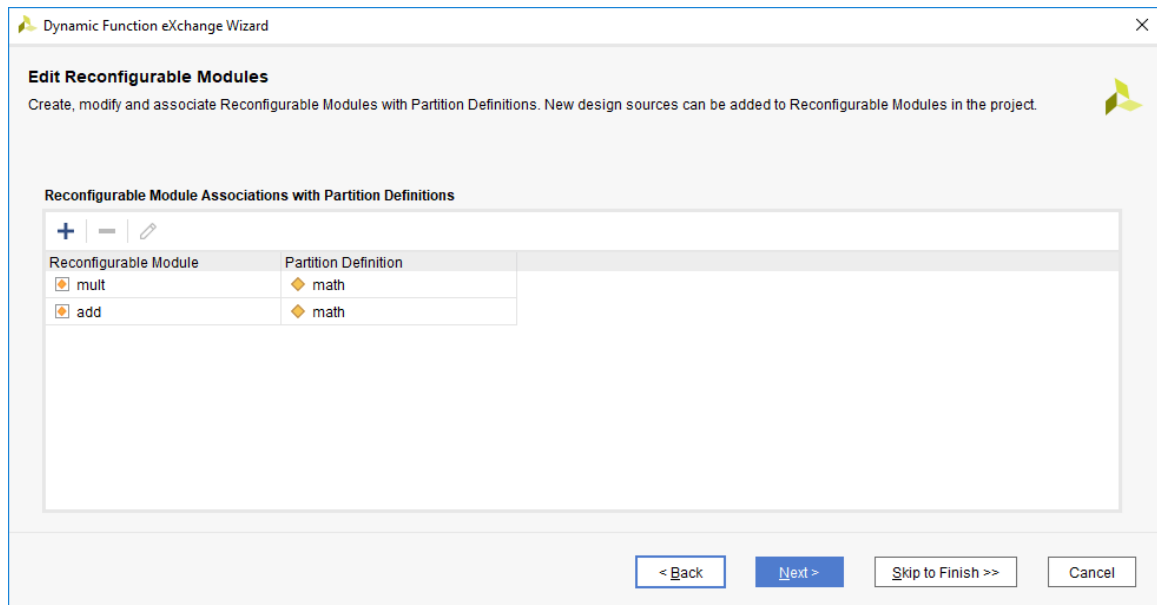 Dynamic Function eXchange Wizard
Edit Reconfigurable Modules
Create, modify and associate Reconfigurable Modules with Partition Definitions. New design sources can be added to Reconfigurable Modules in the project.
Reconfigurable Module Associations with Partition Definitions
Reconfigurable Module Partition Definition
mult math
add math
< Back Next > Skip to Finish >> Cancel